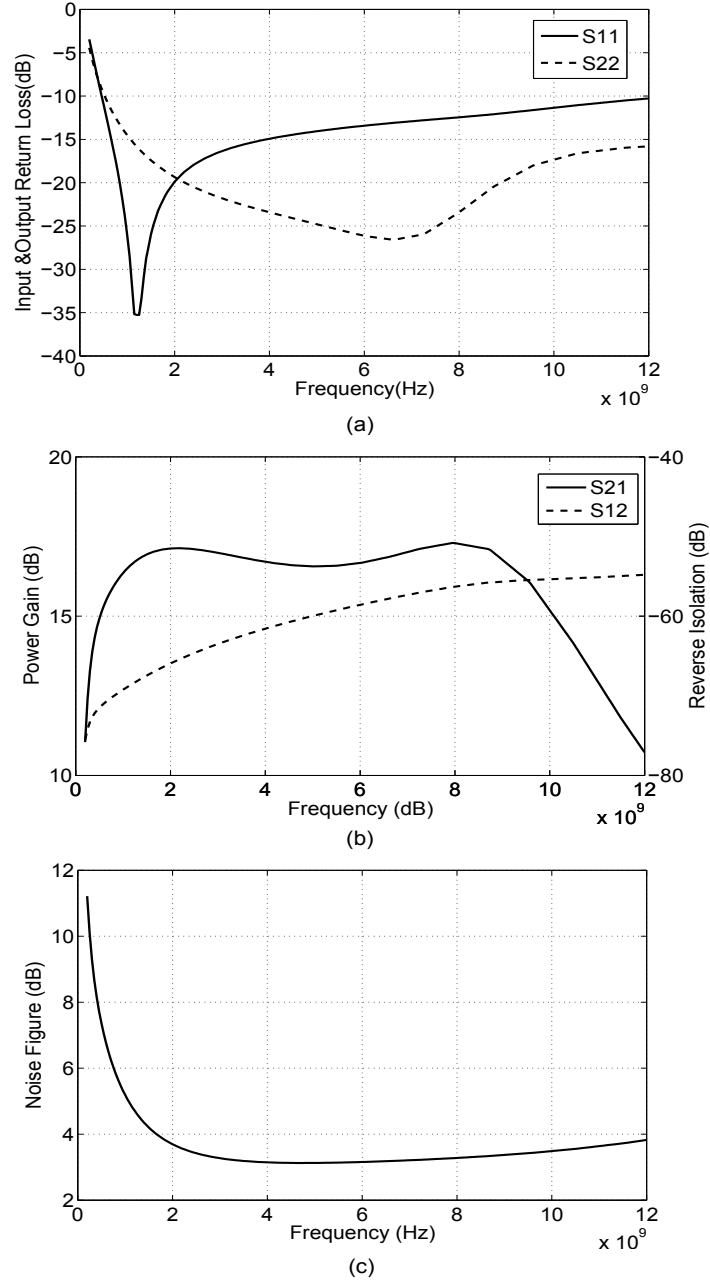 0
−5
−10
−15
−20
−25
−30
−35
−40
Input &Output Return Loss(dB)
S11
S22
0 2 4 6 8 10 12
Frequency(Hz)
x 10^9
(a)
20
15
10
Power Gain (dB)
−40
−60
−80
Reverse Isolation (dB)
S21
S12
0 2 4 6 8 10 12
Frequency (dB)
x 10^9
(b)
12
10
8
6
4
2
Noise Figure (dB)
0 2 4 6 8 10 12
Frequency (Hz)
x 10^9
(c)